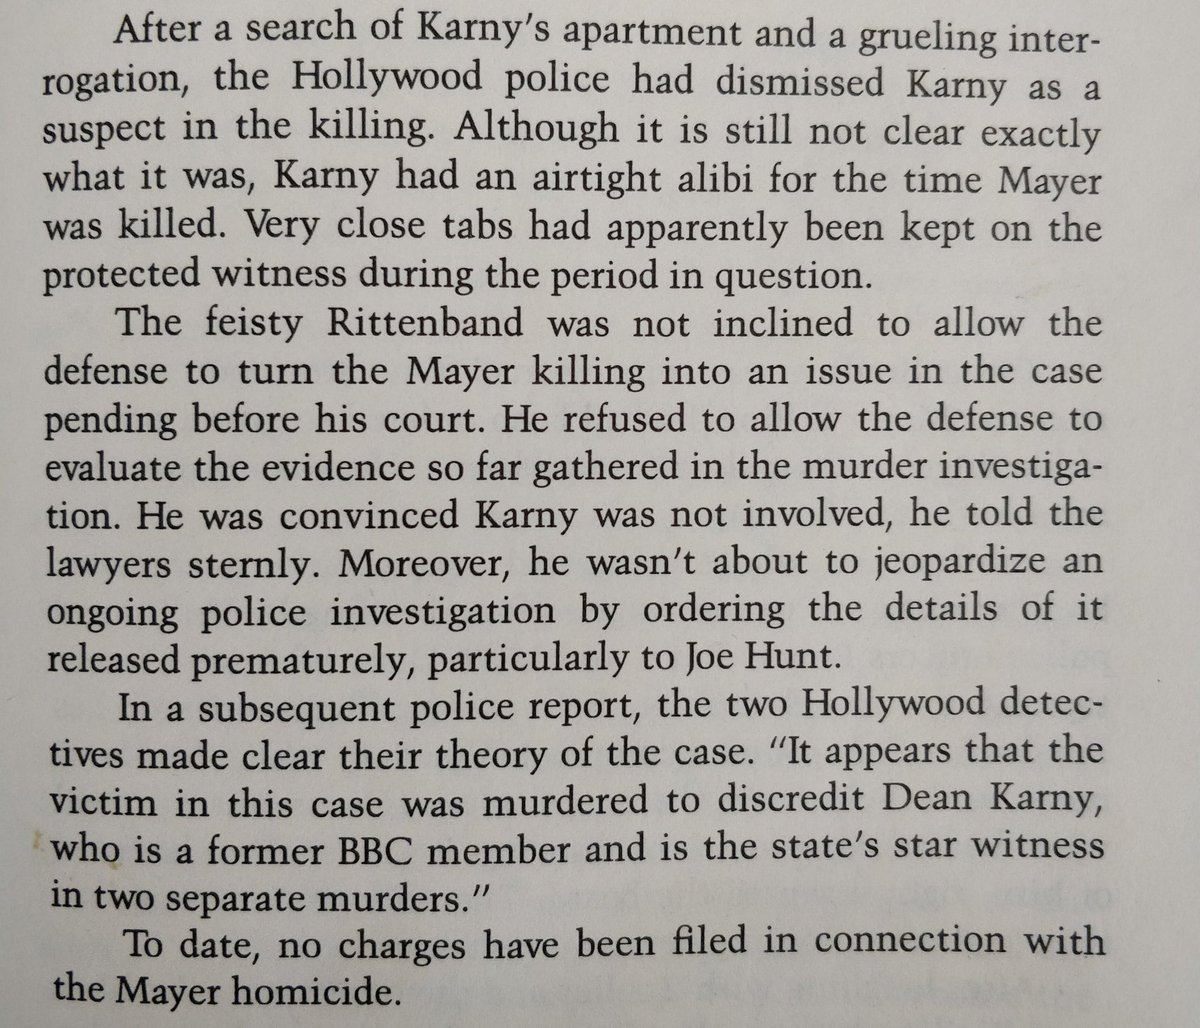 After a search of Karny's apartment and a grueling inter-
rogation, the Hollywood police had dismissed Karny as a
suspect in the killing. Although it is still not clear exactly
what it was, Karny had an airtight alibi for the time Mayer
was killed. Very close tabs had apparently been kept on the
protected witness during the period in question.
The feisty Rittenband was not inclined to allow the
defense to turn the Mayer killing into an issue in the case
pending before his court. He refused to allow the defense to
evaluate the evidence so far gathered in the murder investiga-
tion. He was convinced Karny was not involved, he told the
lawyers sternly. Moreover, he wasn't about to jeopardize an
ongoing police investigation by ordering the details of it
released prematurely, particularly to Joe Hunt.
In a subsequent police report, the two Hollywood detec-
tives made clear their theory of the case. "It appears that the
victim in this case was murdered to discredit Dean Karny,
who is a former BBC member and is the state's star witness
in two separate murders."
To date, no charges have been filed in connection with
the Mayer homicide.